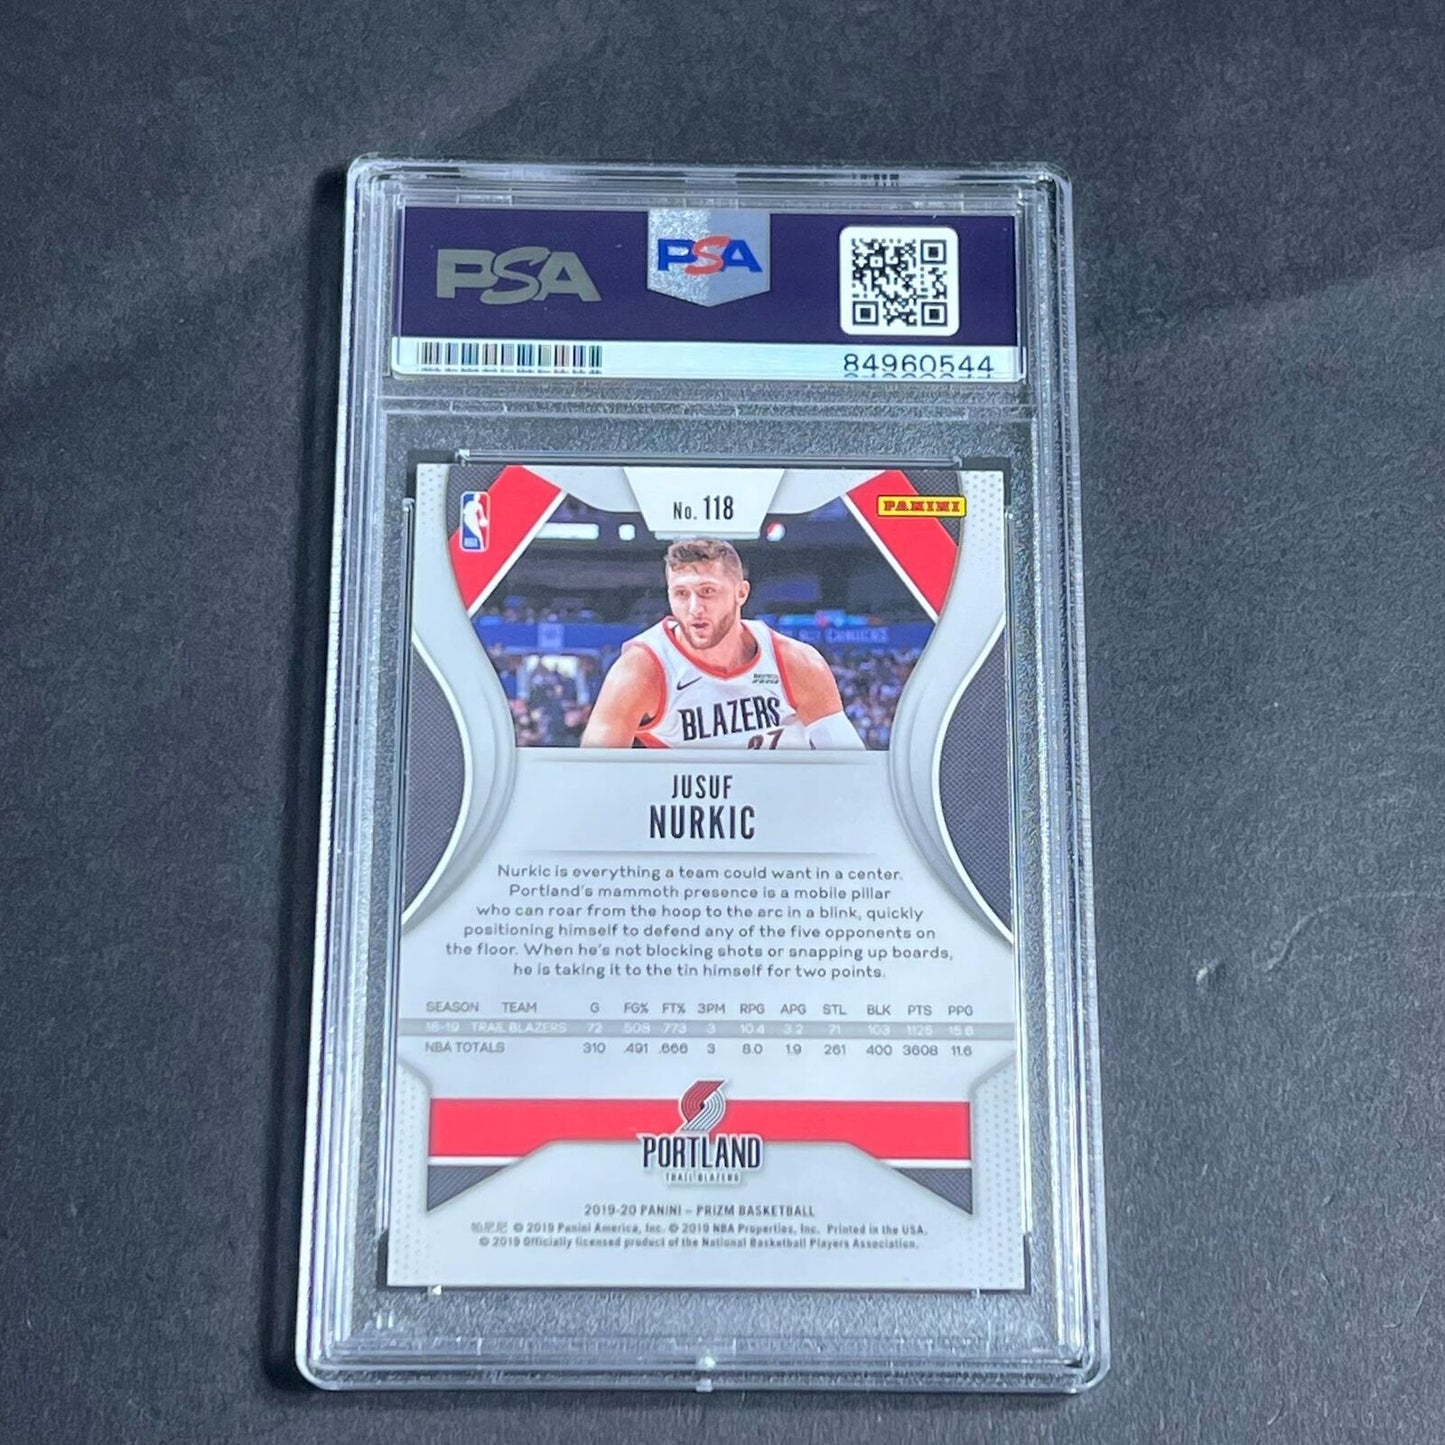 PSA PSA
84960544
No. 118
PANINI
NBA
BLAZERS
JUSUF
NURKIC
Nurkic is everything a team could want in a center.
Portland's mammoth presence is a mobile pillar
who can roar from the hoop to the arc in a blink, quickly
positioning himself to defend any of the five opponents on
the floor. When he's not blocking shots or snapping up boards,
he is taking it to the tin himself for two points.
SEASON TEAM G FG% FT% 3PM RPG APG STL BLK PTS PPG
18-19 TRAIL BLAZERS 72 .508 .773 3 10.4 3.2 71 103 1125 15.6
NBA TOTALS 310 .491 .666 3 8.0 1.9 261 400 3608 11.6
PORTLAND
TRAIL BLAZERS
2019-20 PANINI – PRIZM BASKETBALL
帕尼尼 © 2019 Panini America, Inc. © 2019 NBA Properties, Inc. Printed in the USA.
© 2019 Officially licensed product of the National Basketball Players Association.